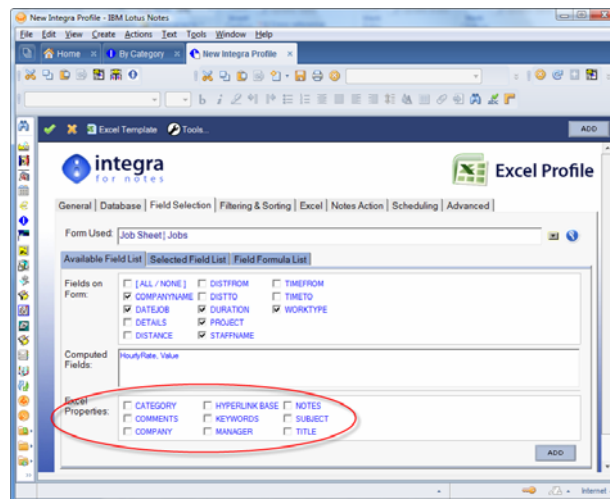 New Integra Profile - IBM Lotus Notes
File Edit View Create Actions Text Tools Window Help
Home × By Category × New Integra Profile ×
b i
Excel Template Tools... ADD
integra
for notes
Excel Profile
General | Database | Field Selection | Filtering & Sorting | Excel | Notes Action | Scheduling | Advanced |
Form Used: Job Sheet | Jobs
Available Field List Selected Field List Field Formula List
Fields on Form:
[ ALL / NONE ] DISTFROM TIMEFROM
COMPANYNAME DISTTO TIMETO
DATEJOB DURATION WORKTYPE
DETAILS PROJECT
DISTANCE STAFFNAME
Computed Fields:
HourlyRate, Value
Excel Properties:
CATEGORY HYPERLINK BASE NOTES
COMMENTS KEYWORDS SUBJECT
COMPANY MANAGER TITLE
ADD
Internet